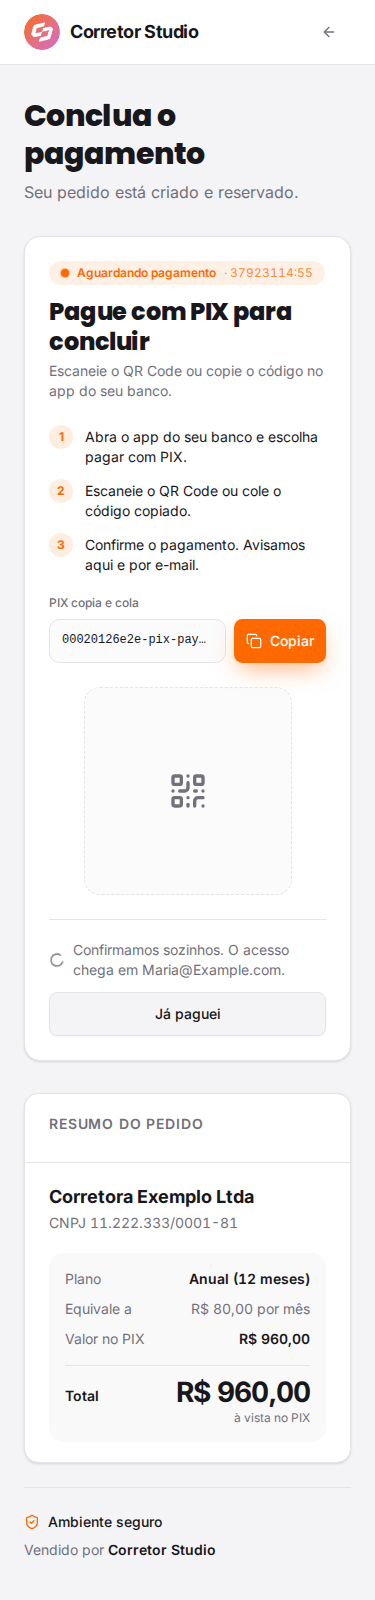 Corretor Studio
Conclua o
pagamento
Seu pedido está criado e reservado.
Aguardando pagamento · 37923114:55
Pague com PIX para
concluir
Escaneie o QR Code ou copie o código no
app do seu banco.
1 Abra o app do seu banco e escolha
pagar com PIX.
2 Escaneie o QR Code ou cole o
código copiado.
3 Confirme o pagamento. Avisamos
aqui e por e-mail.
PIX copia e cola
00020126e2e-pix-pay…
Copiar
Confirmamos sozinhos. O acesso
chega em Maria@Example.com.
Já paguei
RESUMO DO PEDIDO
Corretora Exemplo Ltda
CNPJ 11.222.333/0001-81
Plano Anual (12 meses)
Equivale a R$ 80,00 por mês
Valor no PIX R$ 960,00
Total R$ 960,00
à vista no PIX
Ambiente seguro
Vendido por Corretor Studio